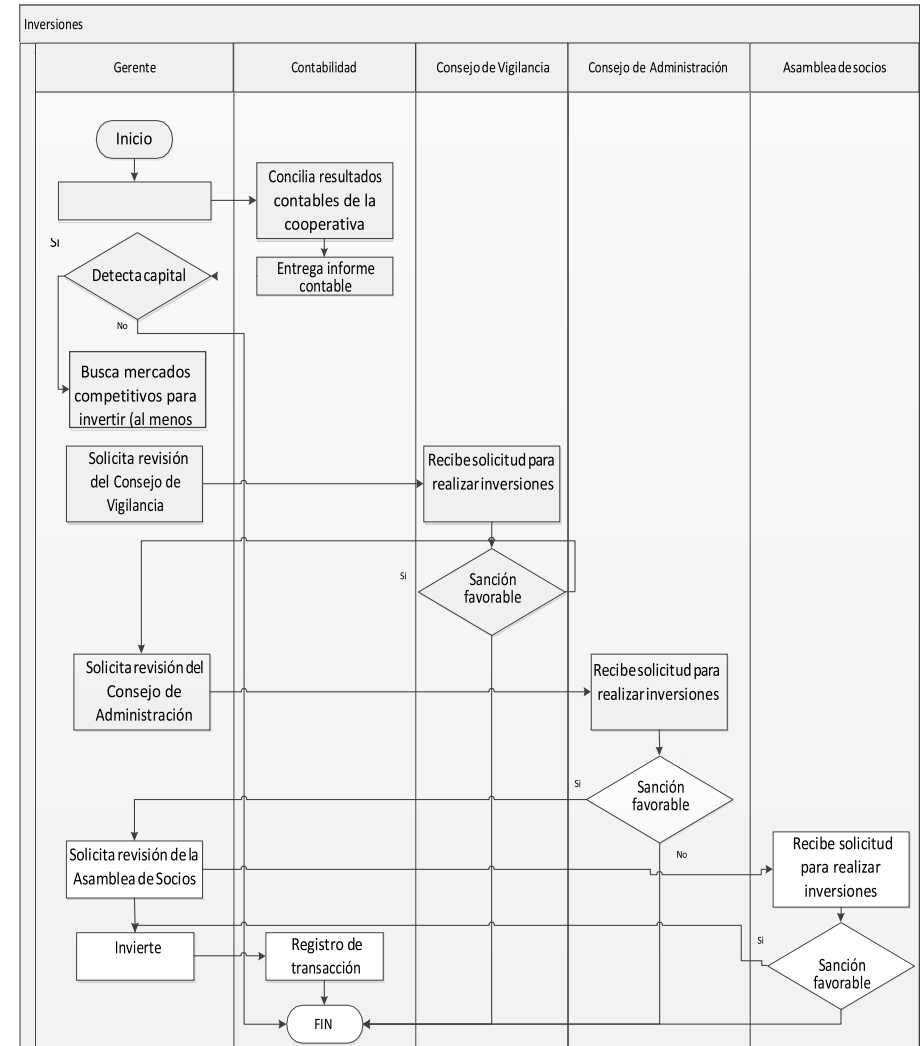 Inversiones
Gerente
Contabilidad
Consejo de Vigilancia
Consejo de Administración
Asamblea de socios
Inicio
Concilia resultados
contables de la
cooperativa
Si
Detecta capital
Entrega informe
contable
No
Busca mercados
competitivos para
invertir (al menos
Solicita revisión
del Consejo de
Vigilancia
Recibe solicitud para
realizar inversiones
Si
Sanción
favorable
Solicita revisión del
Consejo de
Administración
Recibe solicitud para
realizar inversiones
Si
Sanción
favorable
No
Solicita revisión de la
Asamblea de Socios
Recibe solicitud
para realizar
inversiones
Invierte
Registro de
transacción
Si
Sanción
favorable
FIN